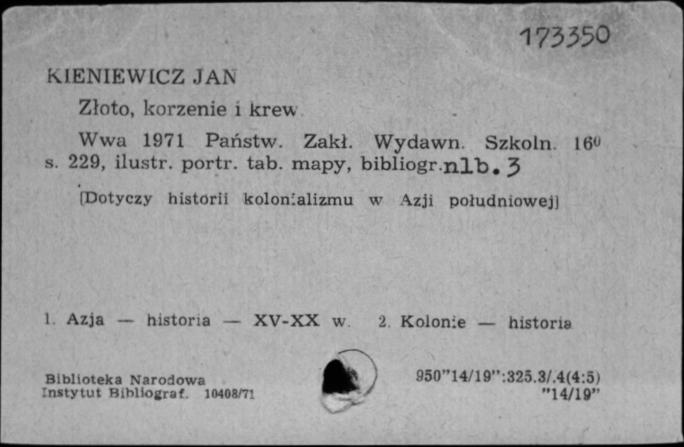 173350
KIENIEWICZ JAN
Złoto, korzenie i krew
Wwa 1971 Państw. Zakł. Wydawn. Szkoln. 16⁰
s. 229, ilustr. portr. tab. mapy, bibliogr. nlb. 3
[Dotyczy historii kolonializmu w Azji południowej]
1. Azja — historia — XV-XX w. 2. Kolonie — historia
Biblioteka Narodowa 950"14/19":325.3/.4(4:5)
Instytut Bibliograf. 10408/71 "14/19"